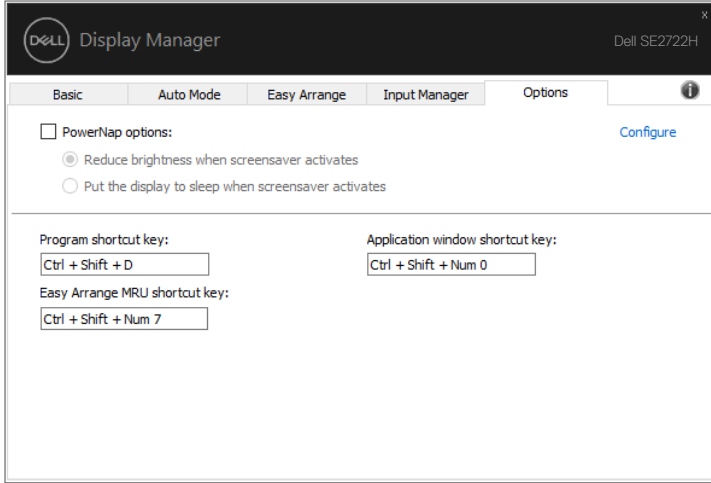 x
DELL Display Manager
Dell SE2722H
Basic Auto Mode Easy Arrange Input Manager Options
PowerNap options: Configure
Reduce brightness when screensaver activates
Put the display to sleep when screensaver activates
Program shortcut key: Application window shortcut key:
Ctrl + Shift + D Ctrl + Shift + Num 0
Easy Arrange MRU shortcut key:
Ctrl + Shift + Num 7